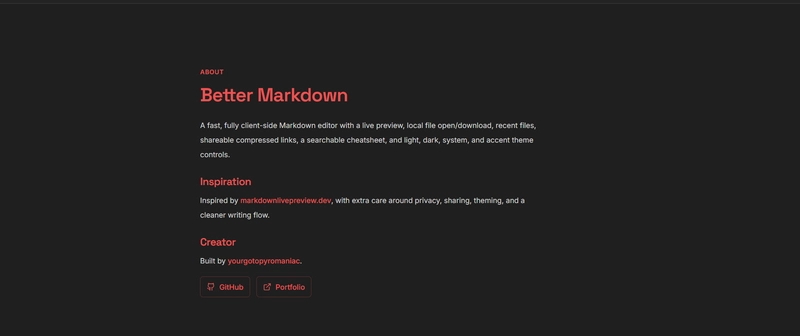 ABOUT
Better Markdown
A fast, fully client-side Markdown editor with a live preview, local file open/download, recent files,
shareable compressed links, a searchable cheatsheet, and light, dark, system, and accent theme
controls.
Inspiration
Inspired by markdownlivepreview.dev, with extra care around privacy, sharing, theming, and a
cleaner writing flow.
Creator
Built by yourgotopyromaniac.
GitHub
Portfolio